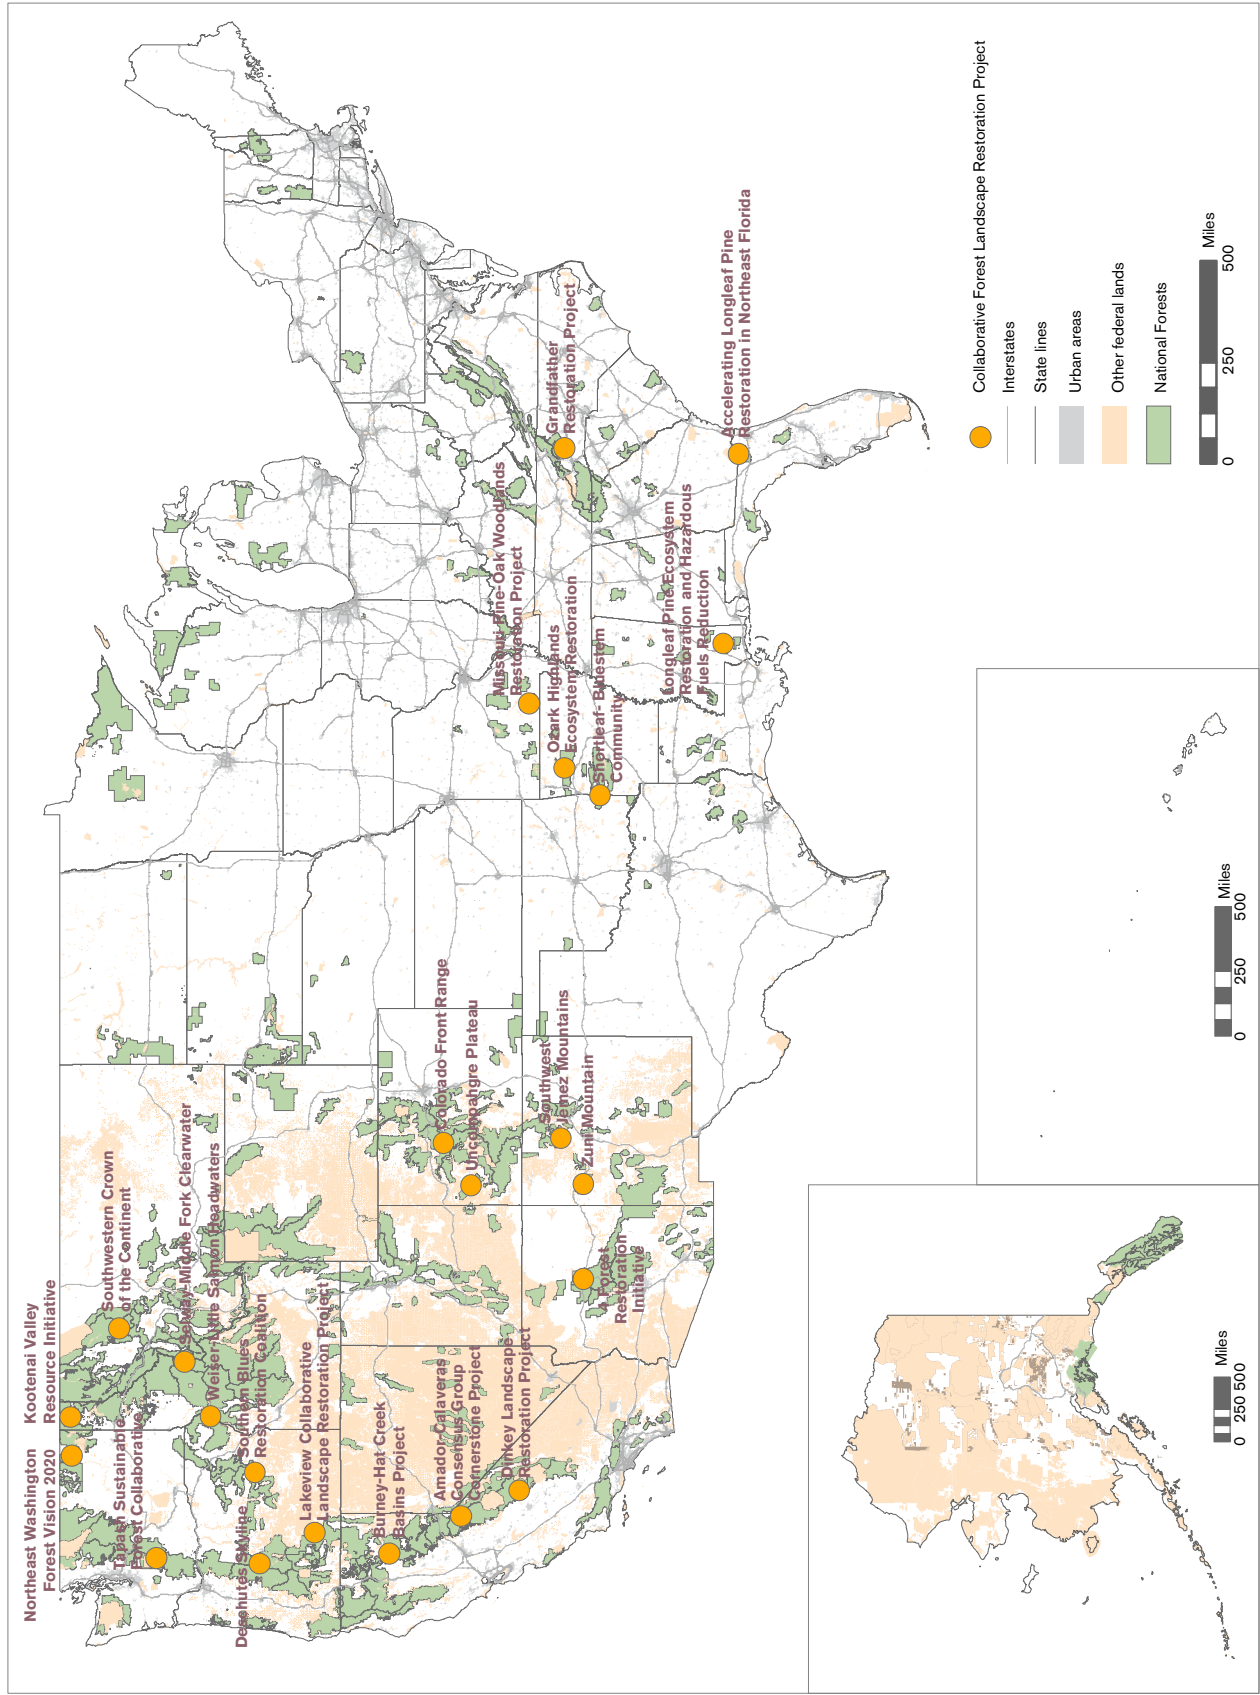 Northeast Washington
Forest Vision 2020
Kootenai Valley
Resource Initiative
Southwestern Crown
of the Continent
Tapash Sustainable
Forest Collaborative
Selway-Middle Fork Clearwater
Weiser-Little Salmon Headwaters
Deschutes Skyline
Southern Blues
Restoration Coalition
Lakeview Collaborative
Landscape Restoration Project
Burney-Hat Creek
Basins Project
Amador-Calaveras
Consensus Group
Cornerstone Project
Dinkey Landscape
Restoration Project
Colorado Front Range
Uncompahgre Plateau
Southwest
Jemez Mountains
Zuni Mountain
4 Forest
Restoration
Initiative
Missouri Pine-Oak Woodlands
Restoration Project
Ozark Highlands
Ecosystem Restoration
Shortleaf- Bluestem
Community
Longleaf Pine Ecosystem
Restoration and Hazardous
Fuels Reduction
Grandfather
Restoration Project
Accelerating Longleaf Pine
Restoration in Northeast Florida
Collaborative Forest Landscape Restoration Project
Interstates
State lines
Urban areas
Other federal lands
National Forests
Miles
0 250 500
Miles
0 250 500
Miles
0 250 500